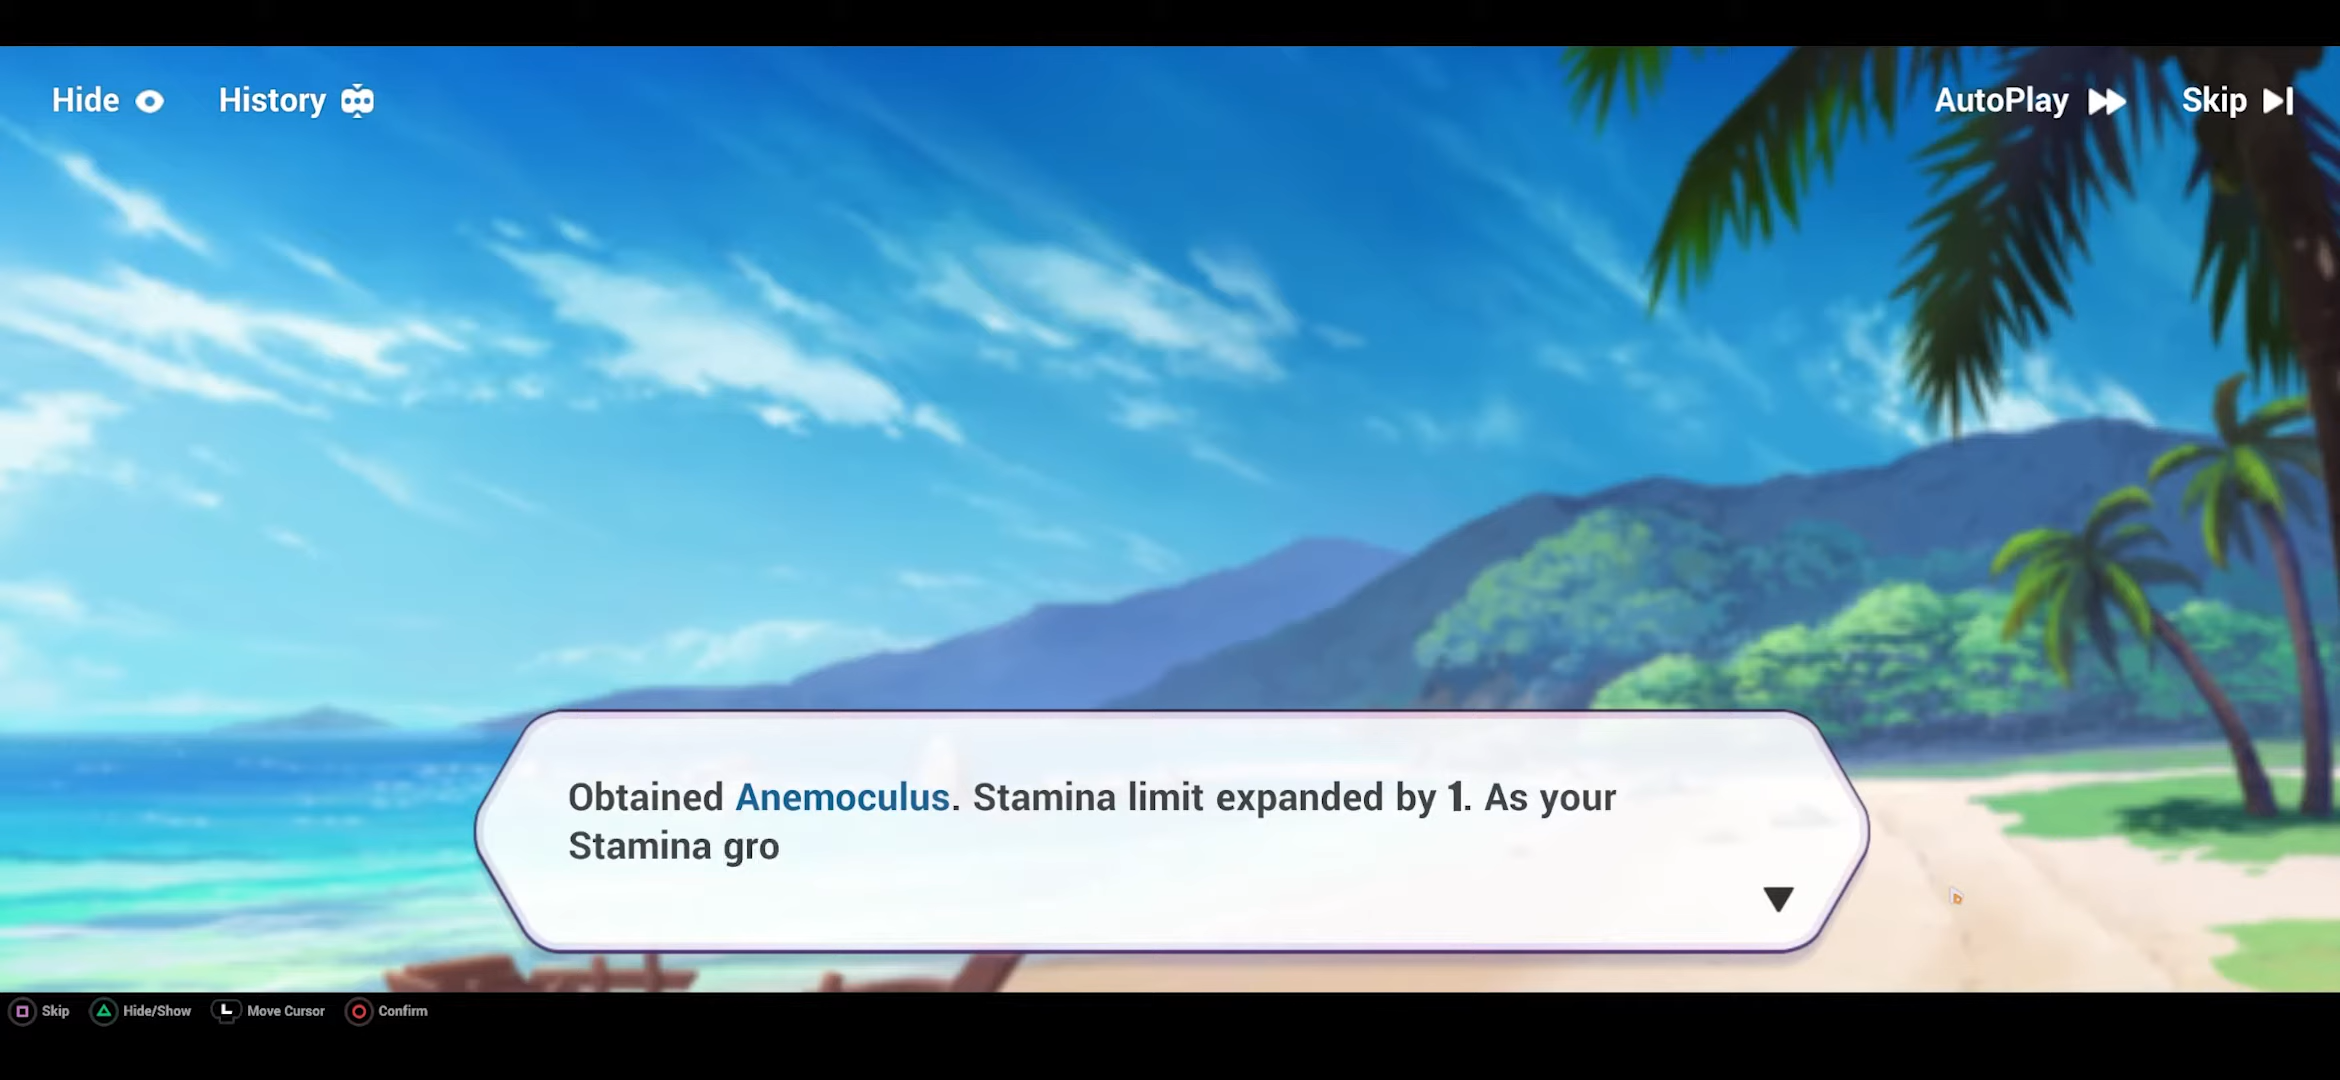 Hide History AutoPlay Skip
Obtained Anemoculus. Stamina limit expanded by 1. As your
Stamina gro
Skip Hide/Show L Move Cursor Confirm